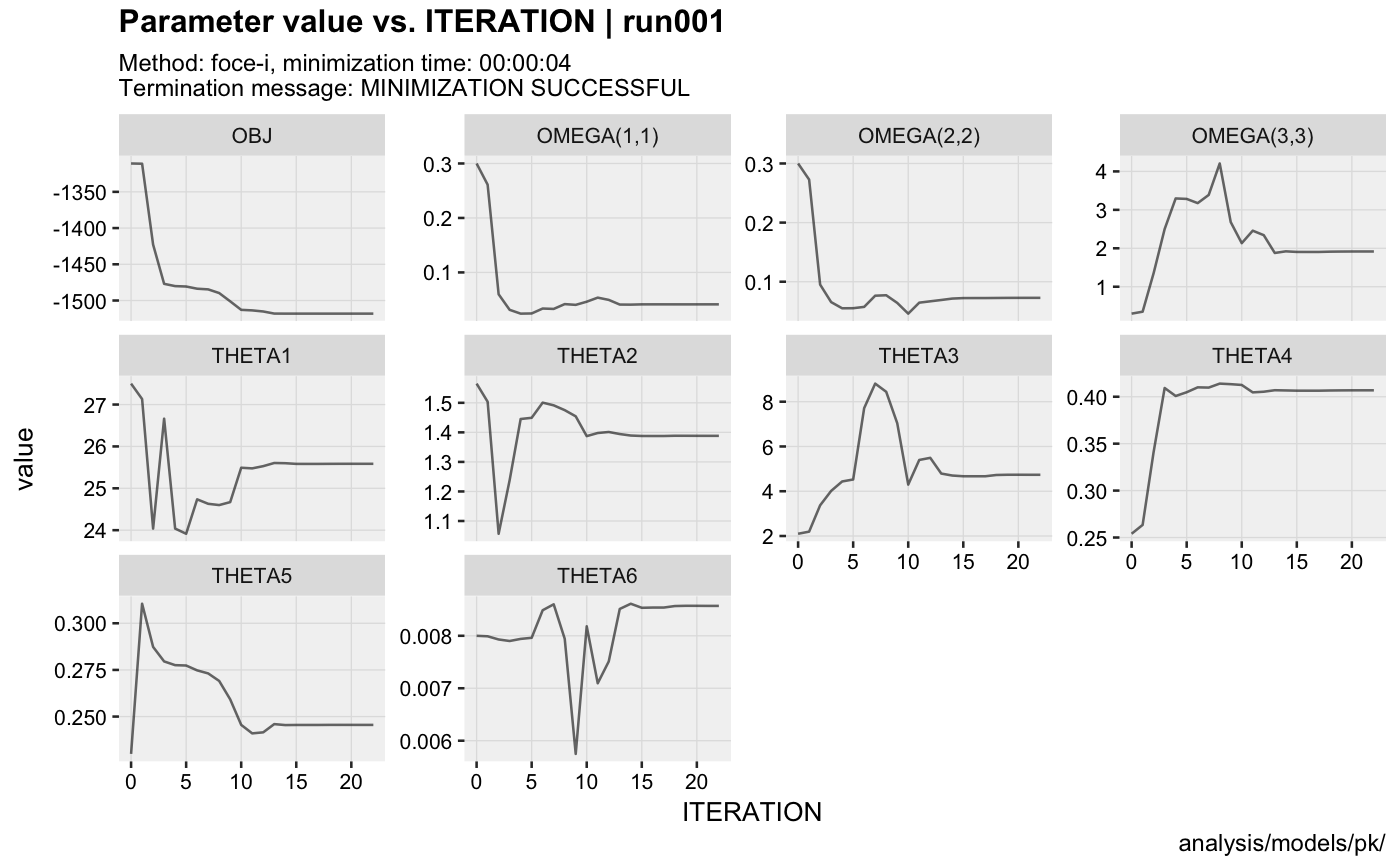 Parameter value vs. ITERATION | run001
Method: foce-i, minimization time: 00:00:04
Termination message: MINIMIZATION SUCCESSFUL
OBJ
OMEGA(1,1)
OMEGA(2,2)
OMEGA(3,3)
-1350
-1400
-1450
-1500
0.3
0.2
0.1
0.3
0.2
0.1
4
3
2
1
THETA1
THETA2
THETA3
THETA4
27
26
25
24
1.5
1.4
1.3
1.2
1.1
8
6
4
2
0 5 10 15 20
0.40
0.35
0.30
0.25
0 5 10 15 20
THETA5
THETA6
0.300
0.275
0.250
0 5 10 15 20
0.008
0.007
0.006
0 5 10 15 20
value
ITERATION
analysis/models/pk/